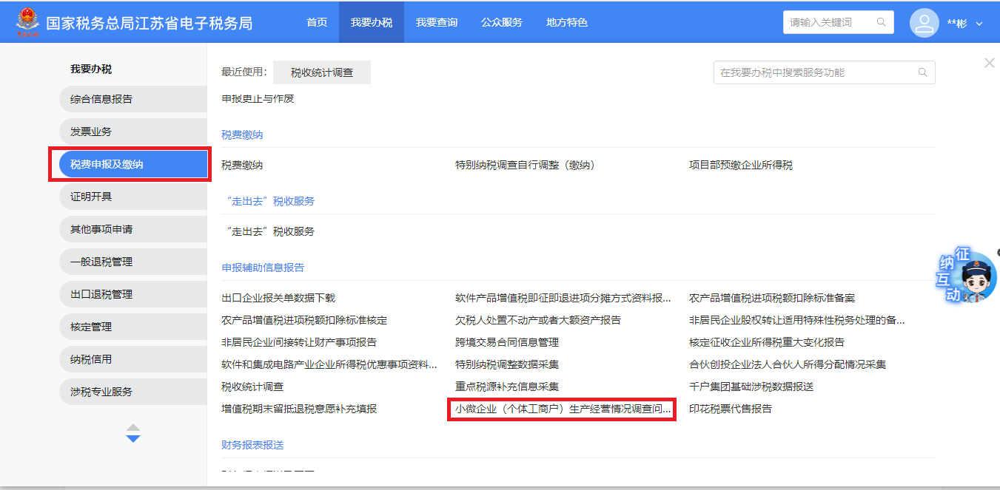 国家税务总局江苏省电子税务局
首页 我要办税 我要查询 公众服务 地方特色
请输入关键词
**彬
我要办税
综合信息报告
发票业务
税费申报及缴纳
证明开具
其他事项申请
一般退税管理
出口退税管理
核定管理
纳税信用
涉税专业服务
最近使用： 税收统计调查
在我要办税中搜索服务功能
申报更正与作废
税费缴纳
税费缴纳 特别纳税调查自行调整（缴纳） 项目部预缴企业所得税
“走出去”税收服务
“走出去”税收服务
申报辅助信息报告
出口企业报关单数据下载 软件产品增值税即征即退进项分摊方式资料报... 农产品增值税进项税额扣除标准备案
农产品增值税进项税额扣除标准核定 欠税人处置不动产或者大额资产报告 非居民企业股权转让适用特殊性税务处理的备...
非居民企业间接转让财产事项报告 跨境交易合同信息管理 核定征收企业所得税重大变化报告
软件和集成电路产业企业所得税优惠事项资料... 特别纳税调整数据采集 合伙创投企业法人合伙人所得分配情况采集
税收统计调查 重点税源补充信息采集 千户集团基础涉税数据报送
增值税期末留抵退税意愿补充填报 小微企业（个体工商户）生产经营情况调查问... 印花税票代售报告
财务报表报送
征纳互动